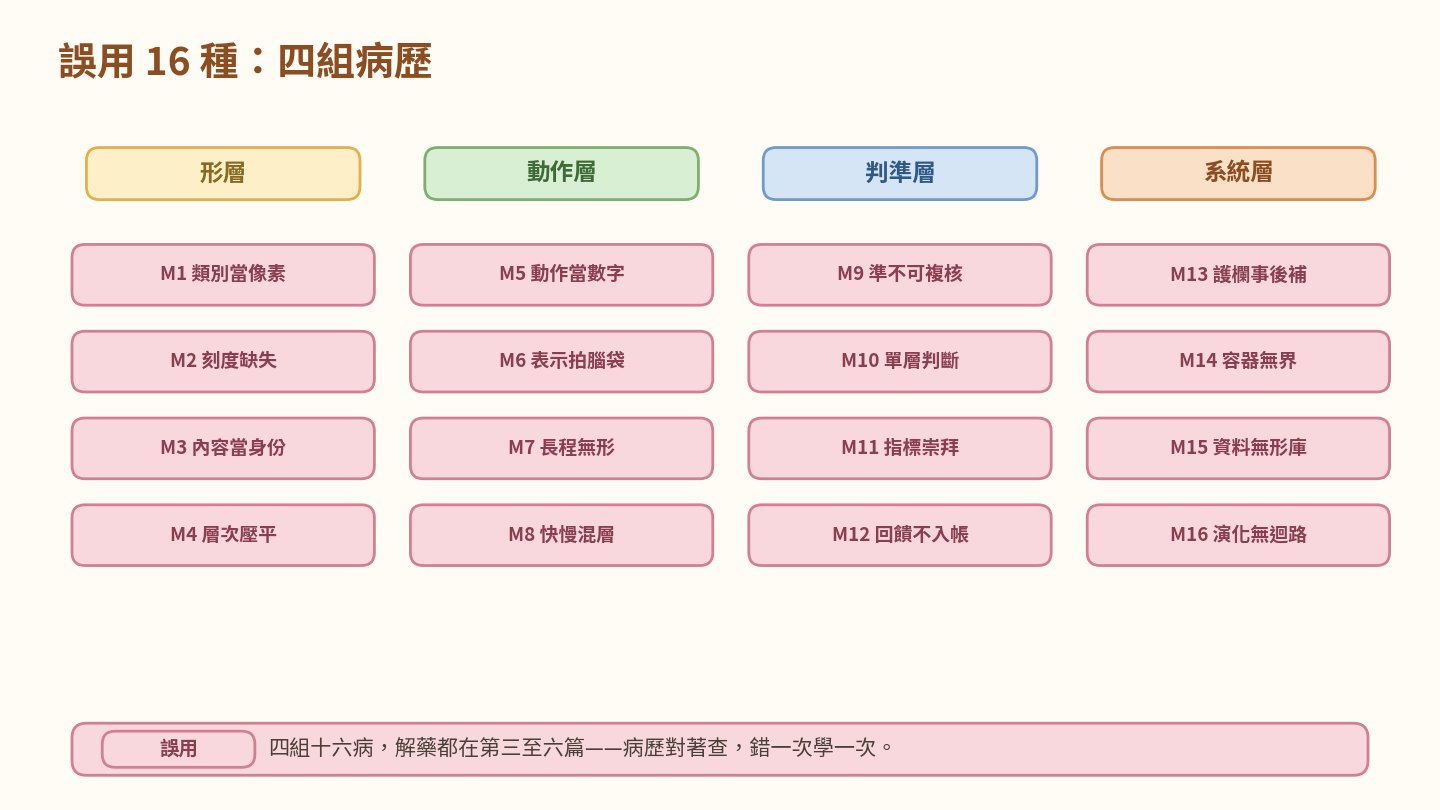 誤用 16 種：四組病歷
形層
動作層
判準層
系統層
M1 類別當像素
M5 動作當數字
M9 準不可複核
M13 護欄事後補
M2 刻度缺失
M6 表示拍腦袋
M10 單層判斷
M14 容器無界
M3 內容當身份
M7 長程無形
M11 指標崇拜
M15 資料無形庫
M4 層次壓平
M8 快慢混層
M12 回饋不入帳
M16 演化無迴路
誤用
四組十六病，解藥都在第三至六篇——病歷對著查，錯一次學一次。